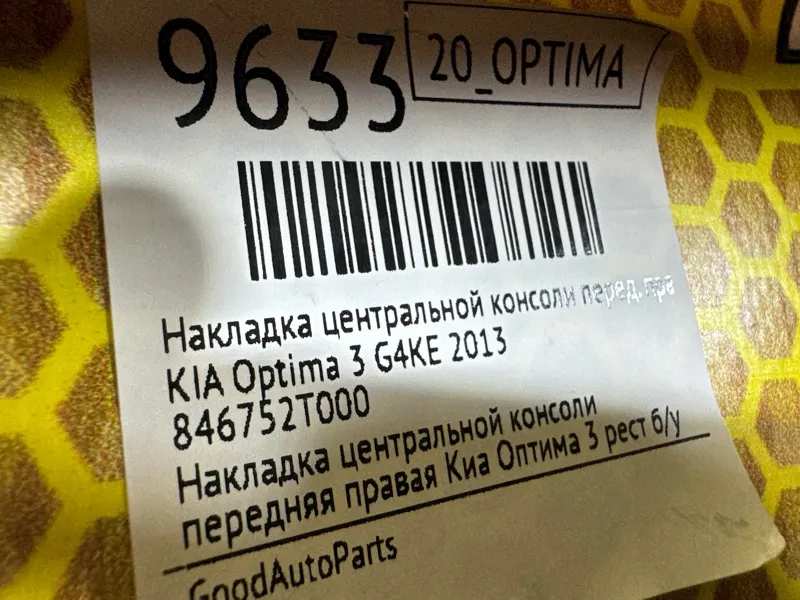 9633
20_OPTIMA
Накладка центральной консоли перед. пра
KIA Optima 3 G4KE 2013
846752T000
Накладка центральной консоли
передняя правая Киа Оптима 3 рест б/у
GoodAutoParts